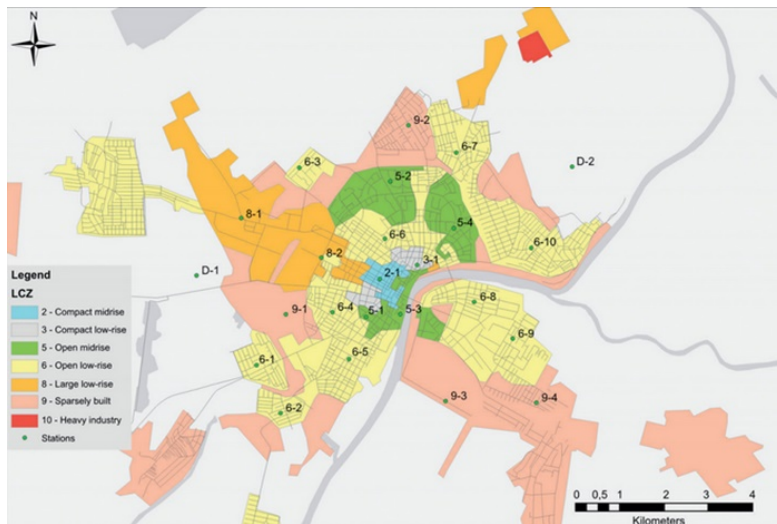 N
9-2
6-7
6-3
D-2
5-2
8-1
5-4
6-6
6-10
8-2
3-1
D-1
2-1
Legend
LCZ
2 - Compact midrise
3 - Compact low-rise
5 - Open midrise
6 - Open low-rise
8 - Large low-rise
9 - Sparsely built
10 - Heavy industry
Stations
6-8
9-1
6-4
5-1
5-3
6-9
6-1
6-5
6-2
9-3
9-4
0 0,5 1 2 3 4
Kilometers